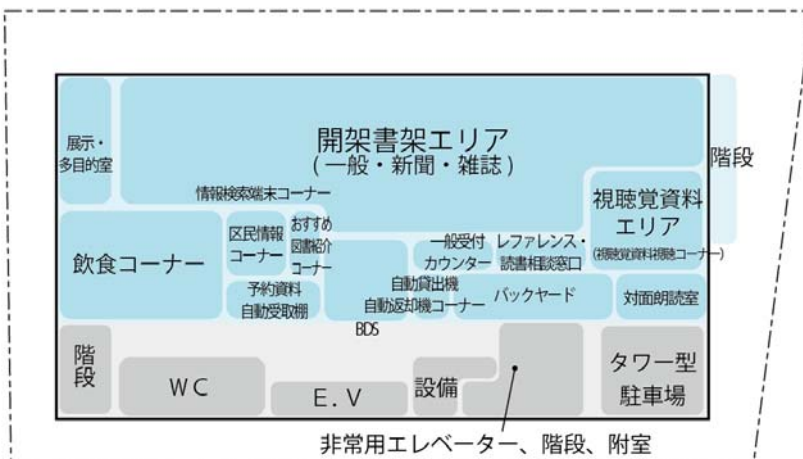 展示・
多目的室
開架書架エリア
(一般・新聞・雑誌)
階段
情報検索端末コーナー
視聴覚資料
エリア
(視聴覚資料視聴コーナー)
飲食コーナー
区民情報
コーナー
おすすめ
図書紹介
コーナー
一般受付
カウンター
レファレンス・
読書相談窓口
予約資料
自動受取棚
自動貸出機
自動返却機コーナー
バックヤード
対面朗読室
BDS
階段
WC
E.V
設備
タワー型
駐車場
非常用エレベーター、階段、附室